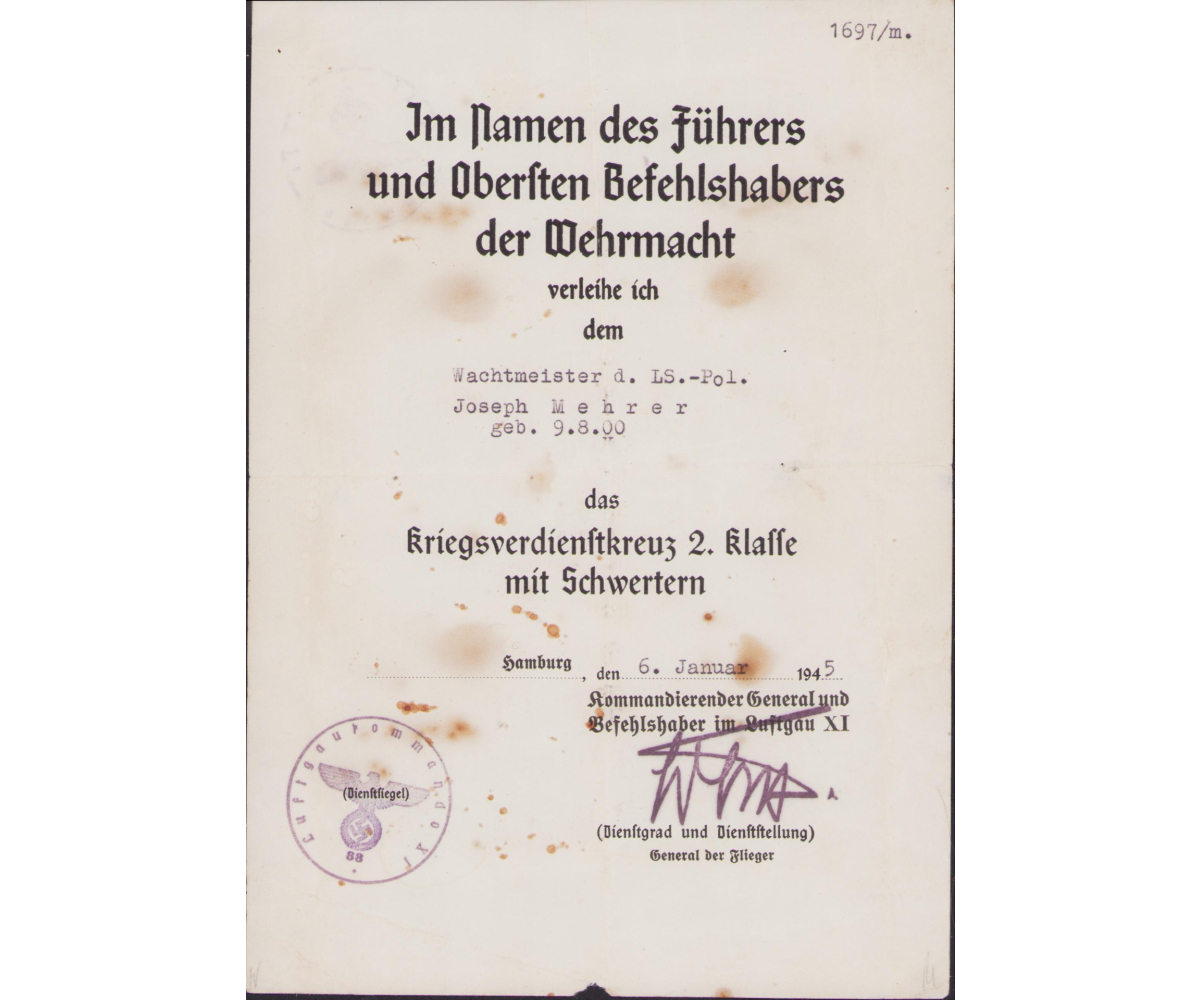 1697/m.
Im Namen des Führers
und Oberſten Befehlshabers
der Wehrmacht
verleihe ich
dem
Wachtmeister d. LS.-Pol.
Joseph M e h r e r
geb. 9.8.00
das
Kriegsverdienſtkreuz 2. Klaſſe
mit Schwertern
Hamburg, den 6. Januar 1945
Kommandierender General und
Befehlshaber im Luftgau XI
Luftgaukommando XI
(Dienſtſiegel)
88
(Dienſtgrad und Dienſtſtellung)
General der Flieger